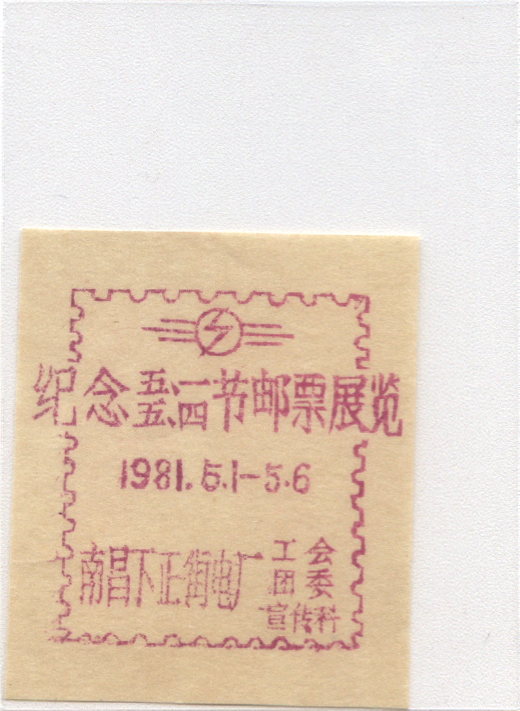 纪念五·一五·四节邮票展览
1981.5.1-5.6
南昌下正街电厂
工会
团委
宣传科